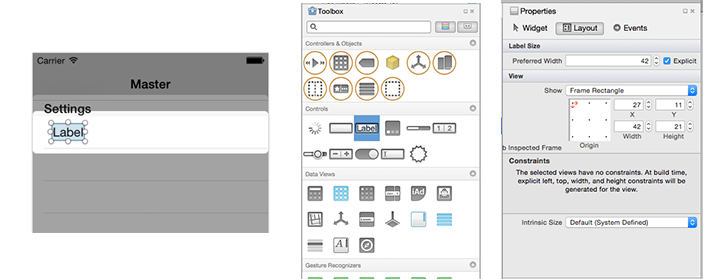 Carrier
Master
Settings
Label
Toolbox
Controllers & Objects
Controls
Label
1 2
Data Views
iAd
A
Gesture Recognizers
Properties
Widget Layout Events
Label Size
Preferred Width 42 Explicit
View
Show Frame Rectangle
27 11
X Y
42 21
Width Height
Origin
b Inspected Frame
Constraints
The selected views have no constraints. At build time,
explicit left, top, width, and height constraints will be
generated for the view.
Intrinsic Size Default (System Defined)